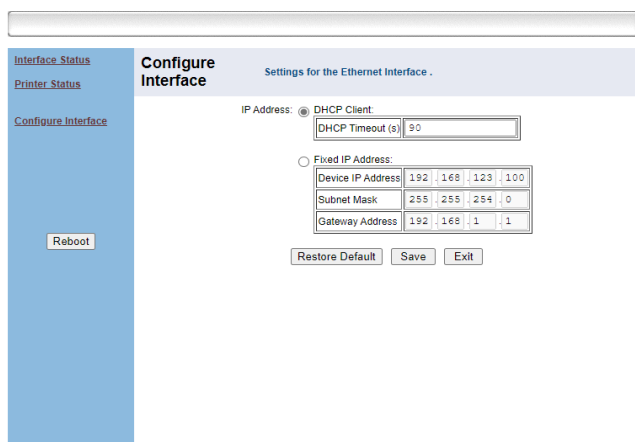 Interface Status
Printer Status
Configure Interface
Reboot
Configure
Interface
Settings for the Ethernet Interface .
IP Address: DHCP Client:
DHCP Timeout (s) 90
Fixed IP Address:
Device IP Address 192 . 168 . 123 . 100
Subnet Mask 255 . 255 . 254 . 0
Gateway Address 192 . 168 . 1 . 1
Restore Default Save Exit